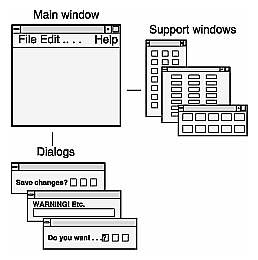 Main window
File Edit .. . .  Help
Support windows
Dialogs
Save changes?
WARNING! Etc.
Do you want . . .?